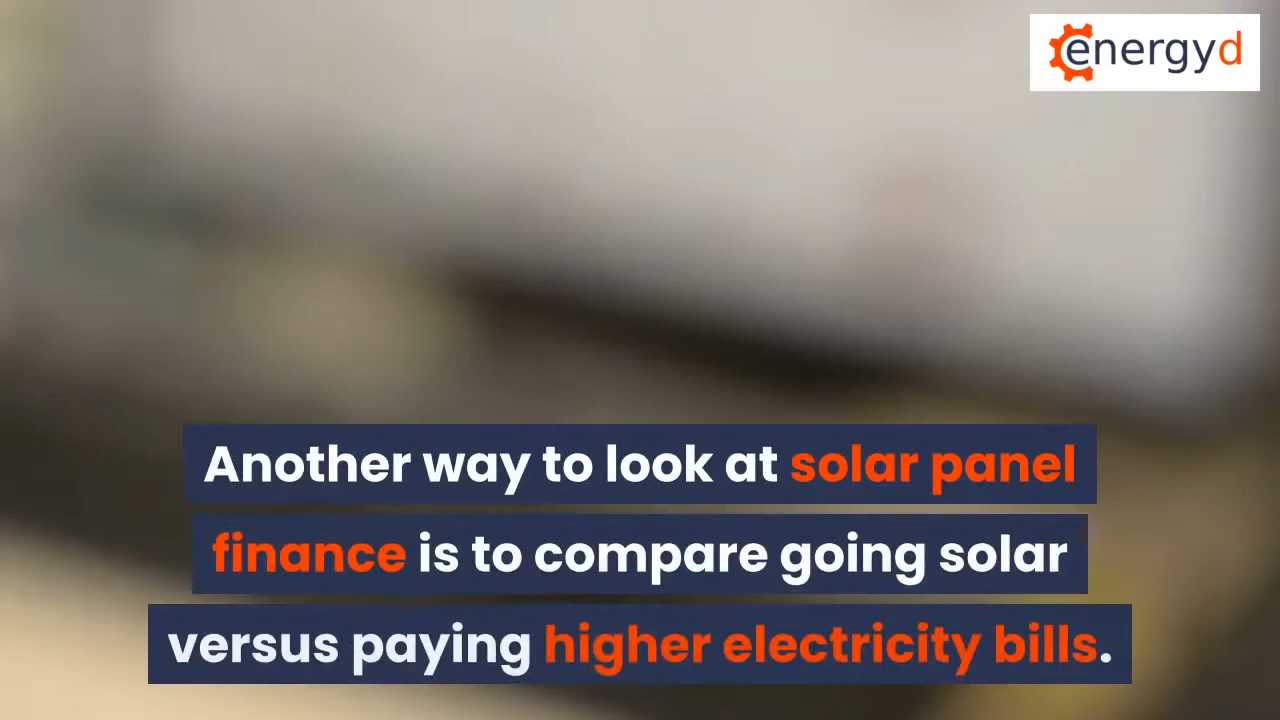 energyd
Another way to look at solar panel
finance is to compare going solar
versus paying higher electricity bills.